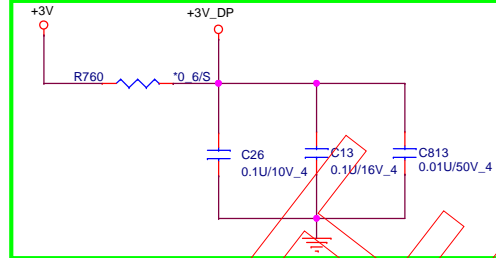 +3V
+3V_DP
R760
*0_6/S
C26
0.1U/10V_4
C13
0.1U/16V_4
C813
0.01U/50V_4